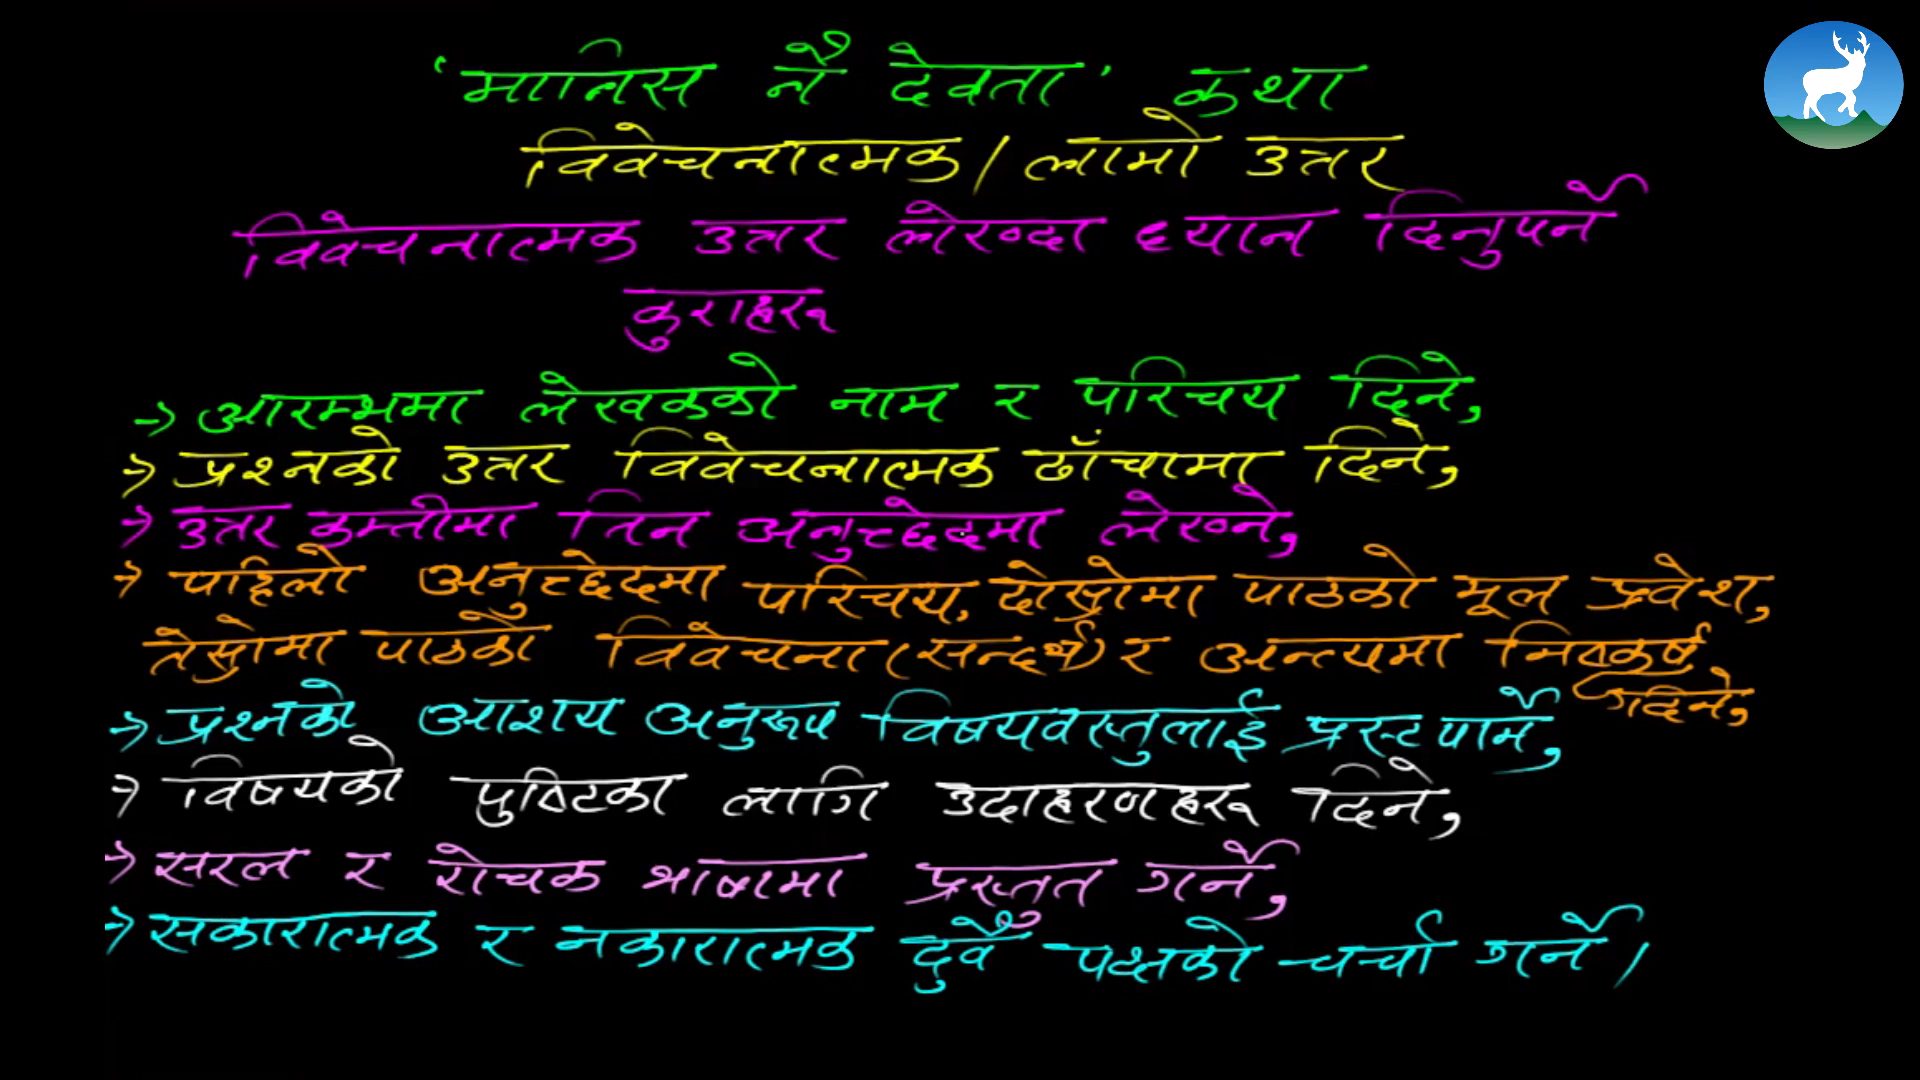 'मानिस नै देवता' कथा
विवेचनात्मक/लामो उत्तर
विवेचनात्मक उत्तर लेख्दा ध्यान दिनुपर्ने
कुराहरू
→ आरम्भमा लेखकको नाम र परिचय दिने,
→ प्रश्नको उत्तर विवेचनात्मक ढाँचामा दिने,
→ उत्तर कम्तीमा तिन अनुच्छेदमा लेख्ने,
→ पहिलो अनुच्छेदमा परिचय, दोस्रोमा पाठको मूल प्रवेश,
तेस्रोमा पाठको विवेचना (सन्दर्भ) र अन्त्यमा निष्कर्ष
दिने,
→ प्रश्नको आशय अनुरूप विषयवस्तुलाई प्रस्ट पार्ने,
→ विषयको पुष्टिका लागि उदाहरणहरू दिने,
→ सरल र रोचक भाषामा प्रस्तुत गर्ने,
→ सकारात्मक र नकारात्मक दुवै पक्षको चर्चा गर्ने।